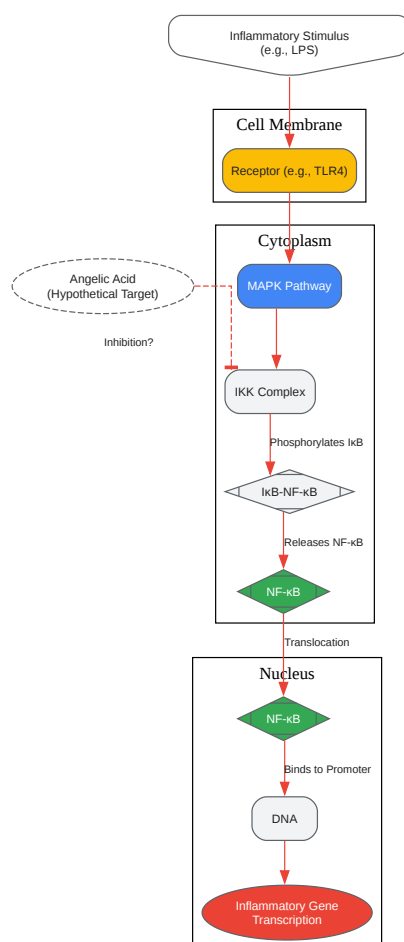 Inflammatory Stimulus
(e.g., LPS)
Cell Membrane
Receptor (e.g., TLR4)
Cytoplasm
Angelic Acid
(Hypothetical Target)
MAPK Pathway
Inhibition?
IKK Complex
Phosphorylates IκB
IκB-NF-κB
Releases NF-κB
NF-κB
Translocation
Nucleus
NF-κB
Binds to Promoter
DNA
Inflammatory Gene
Transcription